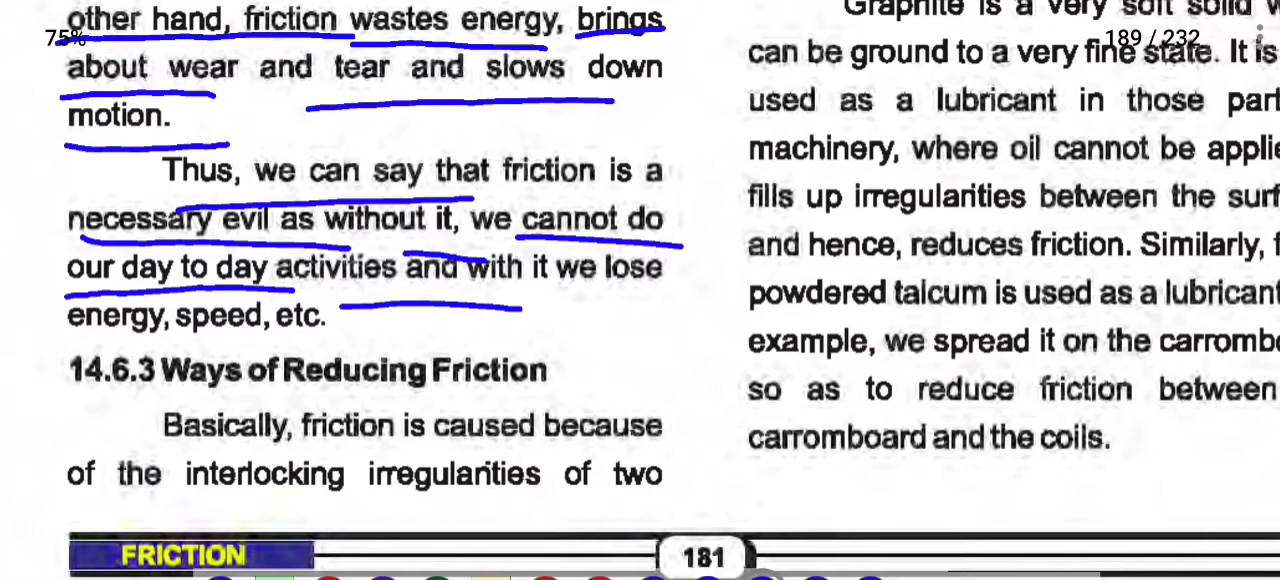 other hand, friction wastes energy, brings
75%
about wear and tear and slows down
motion.
Thus, we can say that friction is a
necessary evil as without it, we cannot do
our day to day activities and with it we lose
energy, speed, etc.
14.6.3 Ways of Reducing Friction
Basically, friction is caused because
of the interlocking irregularities of two
Graphite is a very soft solid
189 / 232
can be ground to a very fine state. It is
used as a lubricant in those
machinery, where oil cannot be
fills up irregularities between the
and hence, reduces friction. Similarly,
powdered talcum is used as a lubricant
example, we spread it on the
so as to reduce friction between
carromboard and the coils.
FRICTION
181